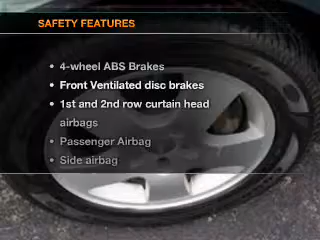 SAFETY FEATURES
• 4-wheel ABS Brakes
• Front Ventilated disc brakes
• 1st and 2nd row curtain head
airbags
• Passenger Airbag
• Side airbag